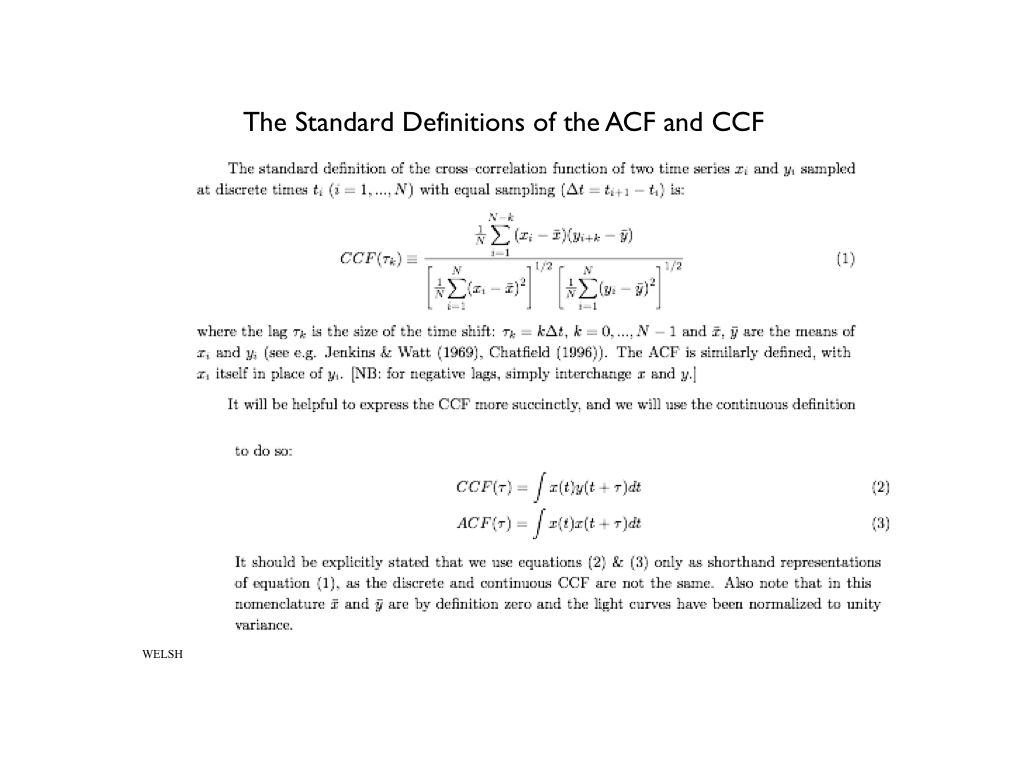 The Standard Definitions of the ACF and CCF
The standard definition of the cross-correlation function of two time series x_i and y_i sampled
at discrete times t_i (i = 1, ..., N) with equal sampling (Δt = t_{i+1} − t_i) is:
CCF(τ_k) ≡ \frac{\frac{1}{N} \sum_{i=1}^{N-k} (x_i − x̄)(y_{i+k} − ȳ)}{[\frac{1}{N} \sum_{i=1}^{N} (x_i − x̄)^2]^{1/2} [\frac{1}{N} \sum_{i=1}^{N} (y_i − ȳ)^2]^{1/2}} (1)
where the lag τ_k is the size of the time shift: τ_k = kΔt, k = 0, ..., N − 1 and x̄, ȳ are the means of
x_i and y_i (see e.g. Jenkins & Watt (1969), Chatfield (1996)). The ACF is similarly defined, with
x_i itself in place of y_i. [NB: for negative lags, simply interchange x and y.]
It will be helpful to express the CCF more succinctly, and we will use the continuous definition
to do so:
CCF(τ) = ∫ x(t)y(t + τ)dt (2)
ACF(τ) = ∫ x(t)x(t + τ)dt (3)
It should be explicitly stated that we use equations (2) & (3) only as shorthand representations
of equation (1), as the discrete and continuous CCF are not the same. Also note that in this
nomenclature x̄ and ȳ are by definition zero and the light curves have been normalized to unity
variance.
WELSH